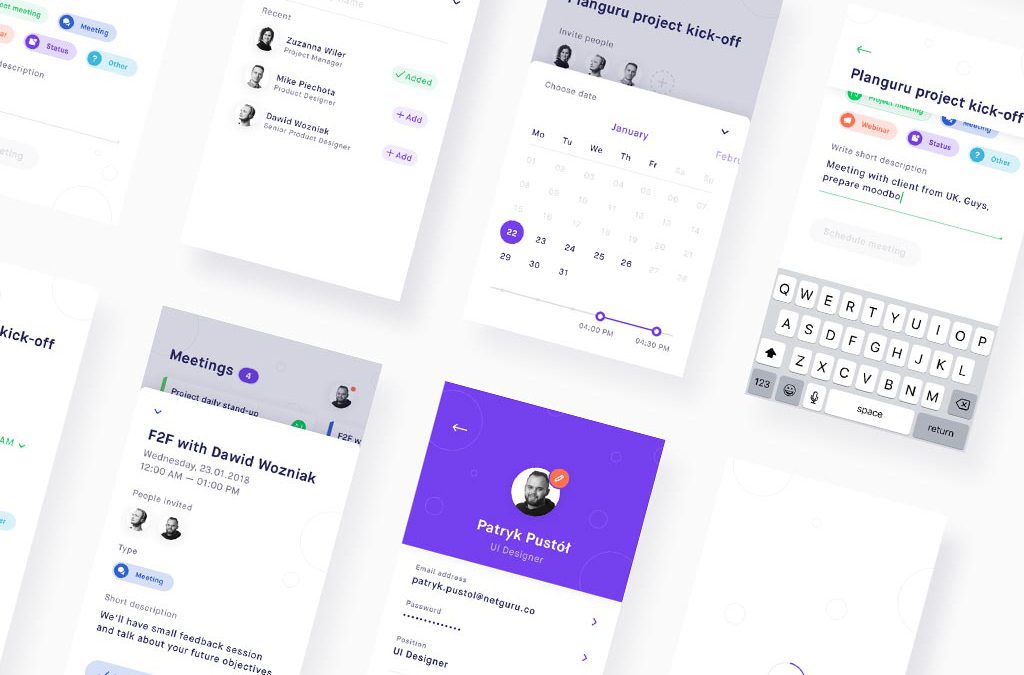 Meeting
Status
Other
description
name
Recent
Zuzanna Wiler
Project Manager
Added
Mike Piechota
Product Designer
+ Add
Dawid Wozniak
Senior Product Designer
+ Add
Planguru project kick-off
Invite people
Choose date
January
Mo Tu We Th Fr Sa Su
01 02 03 04 05 06 07
08 09 10 11 12 13 14
15 16 17 18 19 20 21
22 23 24 25 26 27 28
29 30 31
04:00 PM
04:30 PM
Planguru project kick-off
Project meeting
Meeting
Webinar
Status
Other
Write short description
Meeting with client from UK. Guys,
prepare moodbo
Schedule meeting
Q W E R T Y U I O P
A S D F G H J K L
Z X C V B N M
123
space
return
kick-off
AM
Meetings 4
Project daily stand-up
F2F w
F2F with Dawid Wozniak
Wednesday, 23.01.2018
12:00 AM — 01:00 PM
People invited
Type
Meeting
Short description
We'll have small feedback session
and talk about your future objectives
Patryk Pustół
UI Designer
Email address
patryk.pustol@netguru.co
Password
Position
UI Designer